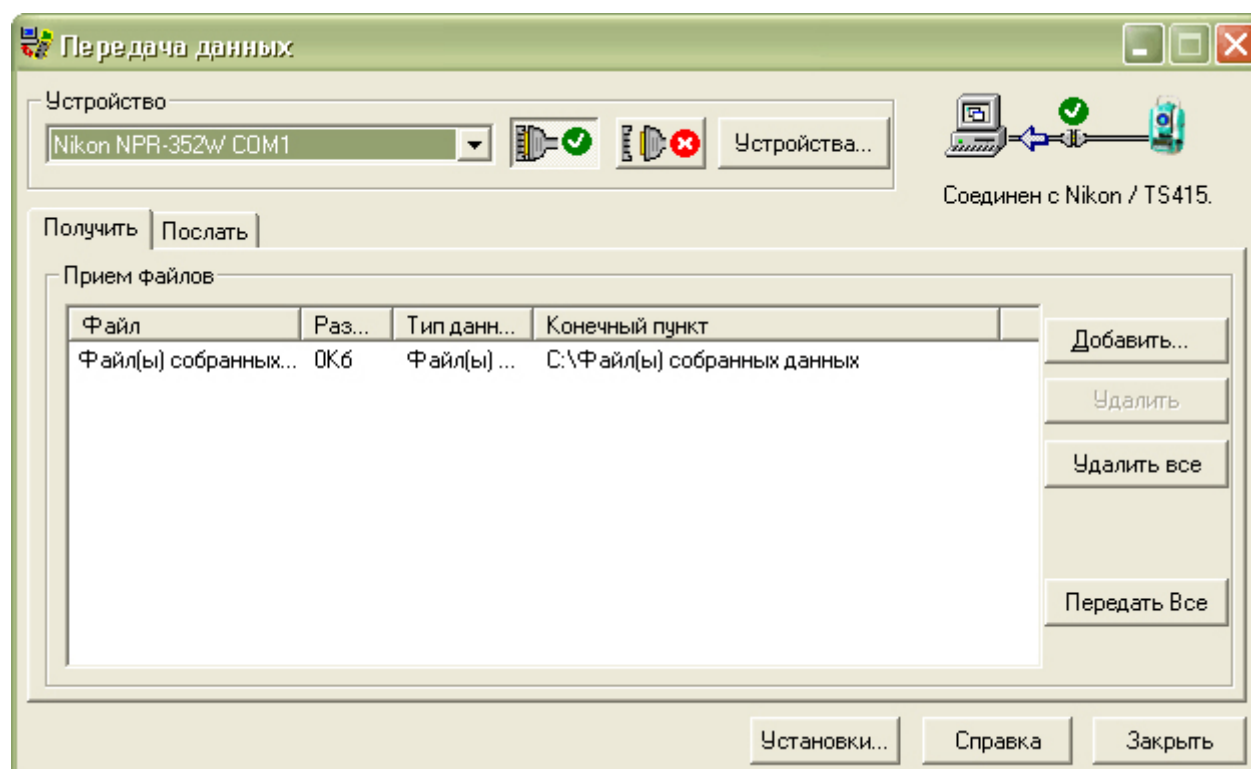 Передача данных
Устройство
Nikon NPR-352W COM1
Устройства...
Соединен с Nikon / TS415.
Получить Послать
Прием файлов
Файл Раз... Тип данн... Конечный пункт
Файл(ы) собранных... 0Кб Файл(ы) ... C:\Файл(ы) собранных данных
Добавить...
Удалить
Удалить все
Передать Все
Установки... Справка Закрыть